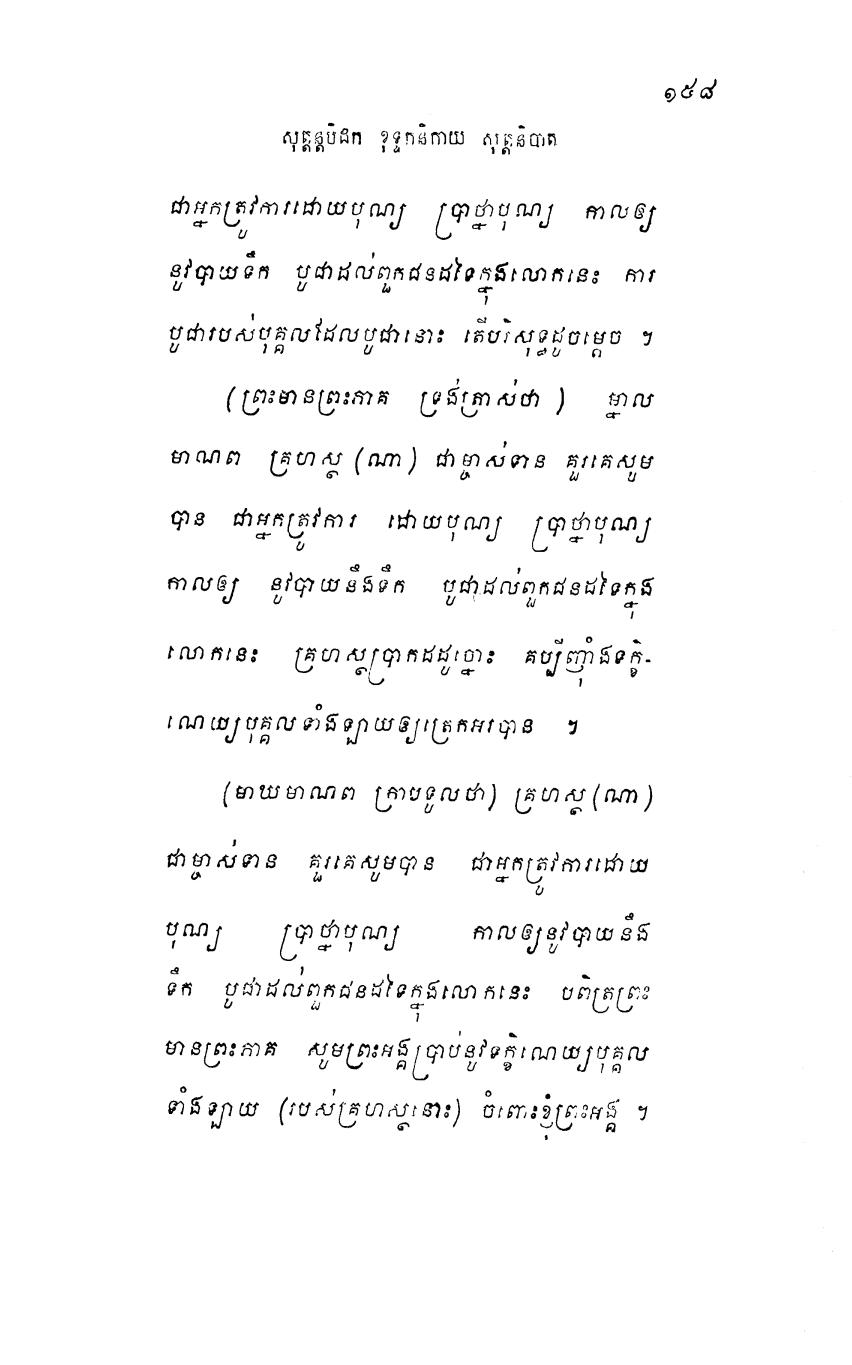 ១៥៨
សុត្តន្តបិដក ខុទ្ទកនិកាយ សុត្តនិបាត
ជាអ្នកត្រូវការដោយបុណ្យ ប្រាថ្នាបុណ្យ កាលឲ្យ
នូវបាយទឹក បូជាដល់ពួកជនដទៃក្នុងលោកនេះ ការ
បូជារបស់បុគ្គលដែលបូជានោះ តើបរិសុទ្ធដូចម្តេច ។
(ព្រះមានព្រះភាគ ទ្រង់ត្រាស់ថា) ម្នាល
មាណព គ្រហស្ថ (ណា) ជាម្ចាស់ទាន គួរគេសូម
បាន ជាអ្នកត្រូវការ ដោយបុណ្យ ប្រាថ្នាបុណ្យ
កាលឲ្យ នូវបាយនឹងទឹក បូជាដល់ពួកជនដទៃក្នុង
លោកនេះ គ្រហស្ថប្រាកដដូច្នោះ គប្បីញ៉ាំងទក្ខិ-
ណេយ្យបុគ្គលទាំងឡាយឲ្យត្រេកអរបាន ។
(មាឃមាណព ក្រាបទូលថា) គ្រហស្ថ (ណា)
ជាម្ចាស់ទាន គួរគេសូមបាន ជាអ្នកត្រូវការដោយ
បុណ្យ ប្រាថ្នាបុណ្យ កាលឲ្យនូវបាយនឹង
ទឹក បូជាដល់ពួកជនដទៃក្នុងលោកនេះ បពិត្រព្រះ
មានព្រះភាគ សូមព្រះអង្គប្រាប់នូវទក្ខិណេយ្យបុគ្គល
ទាំងឡាយ (របស់គ្រហស្ថនោះ) ចំពោះខ្ញុំព្រះអង្គ ។